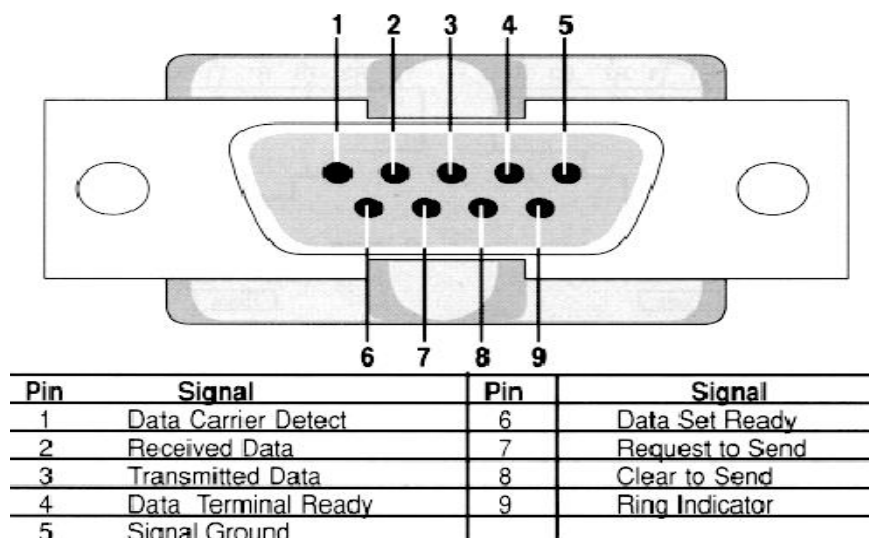 1 2 3 4 5
6 7 8 9
Pin Signal Pin Signal
1 Data Carrier Detect 6 Data Set Ready
2 Received Data 7 Request to Send
3 Transmitted Data 8 Clear to Send
4 Data Terminal Ready 9 Ring Indicator
5 Signal Ground